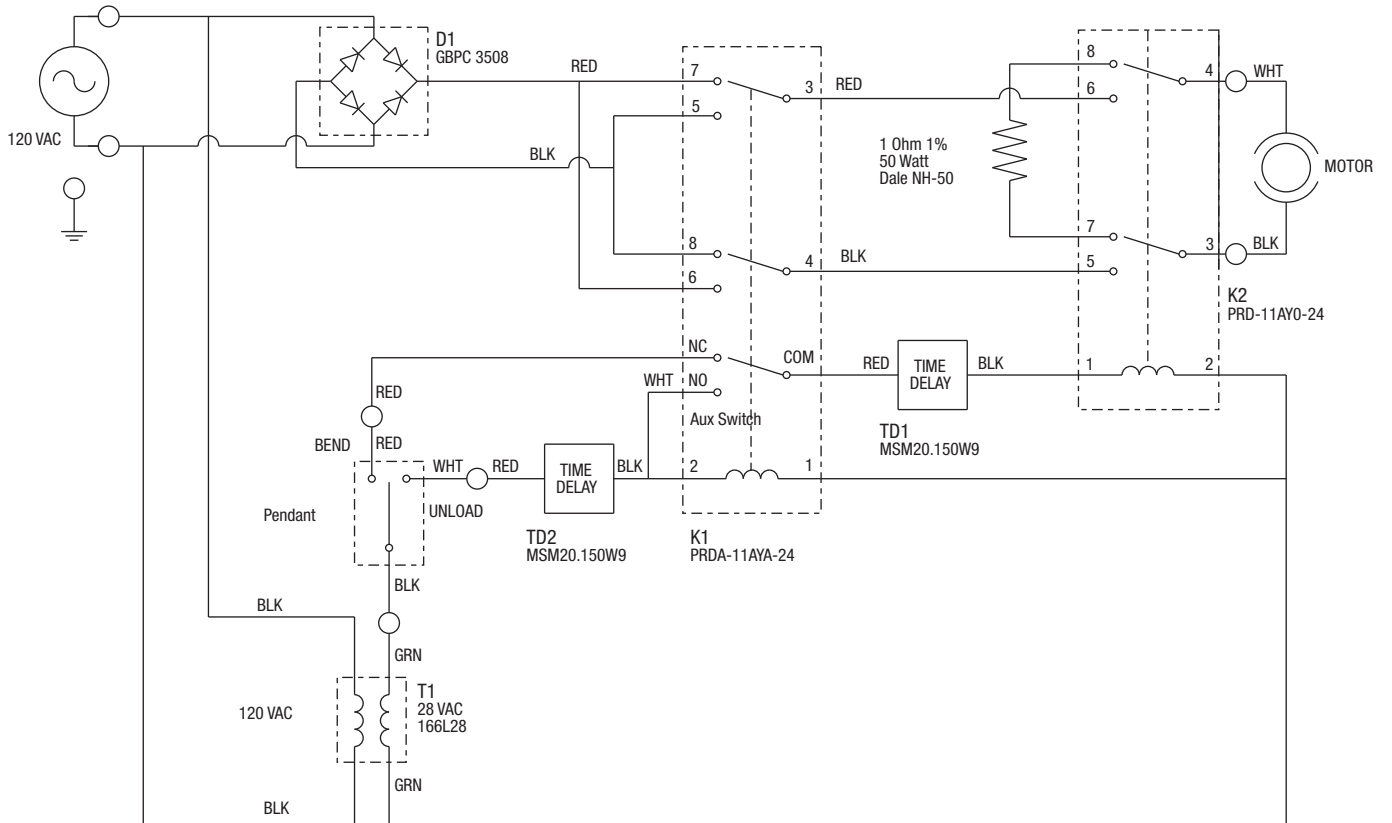 D1
GBPC 3508
120 VAC
RED
BLK
7
5
3
RED
8
6
4
BLK
1 Ohm 1%
50 Watt
Dale NH-50
8
6
4
WHT
MOTOR
7
5
3
BLK
K2
PRD-11AY0-24
NC
COM
WHT NO
Aux Switch
RED
TIME
DELAY
BLK
1
2
TD1
MSM20.150W9
RED
BEND
RED
WHT
RED
TIME
DELAY
BLK
2
1
Pendant
UNLOAD
TD2
MSM20.150W9
K1
PRDA-11AYA-24
BLK
BLK
GRN
120 VAC
T1
28 VAC
166L28
GRN
BLK